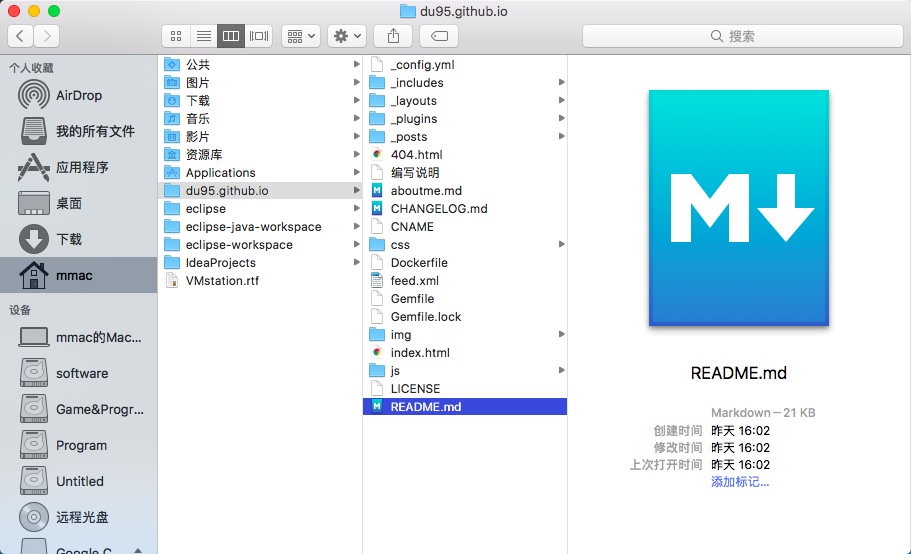 du95.github.io
搜索
个人收藏
AirDrop
我的所有文件
应用程序
桌面
下载
mmac
设备
mmac的Mac...
software
Game&Progr...
Program
Untitled
远程光盘
Google C
公共
图片
下载
音乐
影片
资源库
Applications
du95.github.io
eclipse
eclipse-java-workspace
eclipse-workspace
IdeaProjects
VMstation.rtf
_config.yml
_includes
_layouts
_plugins
_posts
404.html
编写说明
aboutme.md
CHANGELOG.md
CNAME
css
Dockerfile
feed.xml
Gemfile
Gemfile.lock
img
index.html
js
LICENSE
README.md
M
README.md
Markdown — 21 KB
创建时间 昨天 16:02
修改时间 昨天 16:02
上次打开时间 昨天 16:02
添加标记...